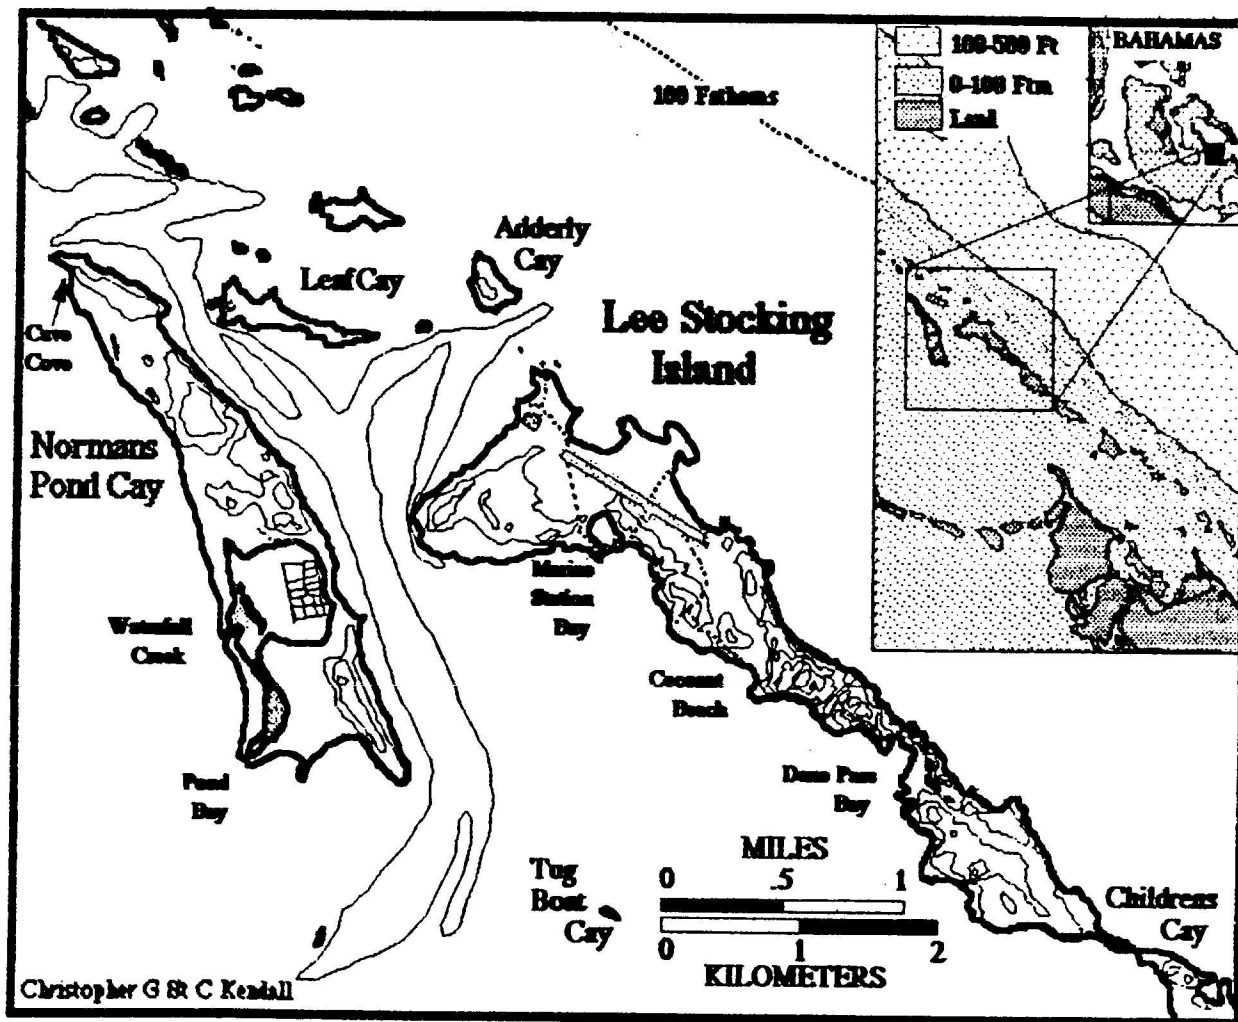 100-500 Ft
0-100 Ftm
Land
BAHAMAS
100 Fathoms
Adderly
Cay
Leaf Cay
Lee Stocking
Island
Cave
Cove
Normans
Pond Cay
Marine
Station
Bay
Waterfall
Creek
Coconut
Beach
Pond
Bay
Bay
MILES
0 .5 1
0 1 2
KILOMETERS
Tug
Boat
Cay
Childrens
Cay
Christopher G St C Kendall